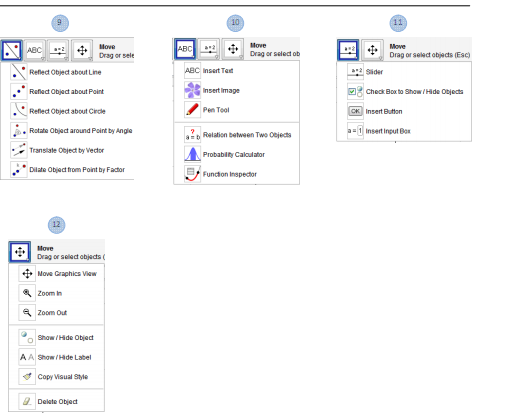 9
ABC a=2 Move
Drag or sele
Reflect Object about Line
Reflect Object about Point
Reflect Object about Circle
Rotate Object around Point by Angle
Translate Object by Vector
Dilate Object from Point by Factor
10
ABC a=2 Move
Drag or select ob
ABC Insert Text
Insert Image
Pen Tool
? a = b Relation between Two Objects
Probability Calculator
Function Inspector
11
a=2 Move
Drag or select objects (Esc)
a=2 Slider
Check Box to Show / Hide Objects
OK Insert Button
a = 1 Insert Input Box
12
Move
Drag or select objects (
Move Graphics View
Zoom In
Zoom Out
Show / Hide Object
A A Show / Hide Label
Copy Visual Style
Delete Object